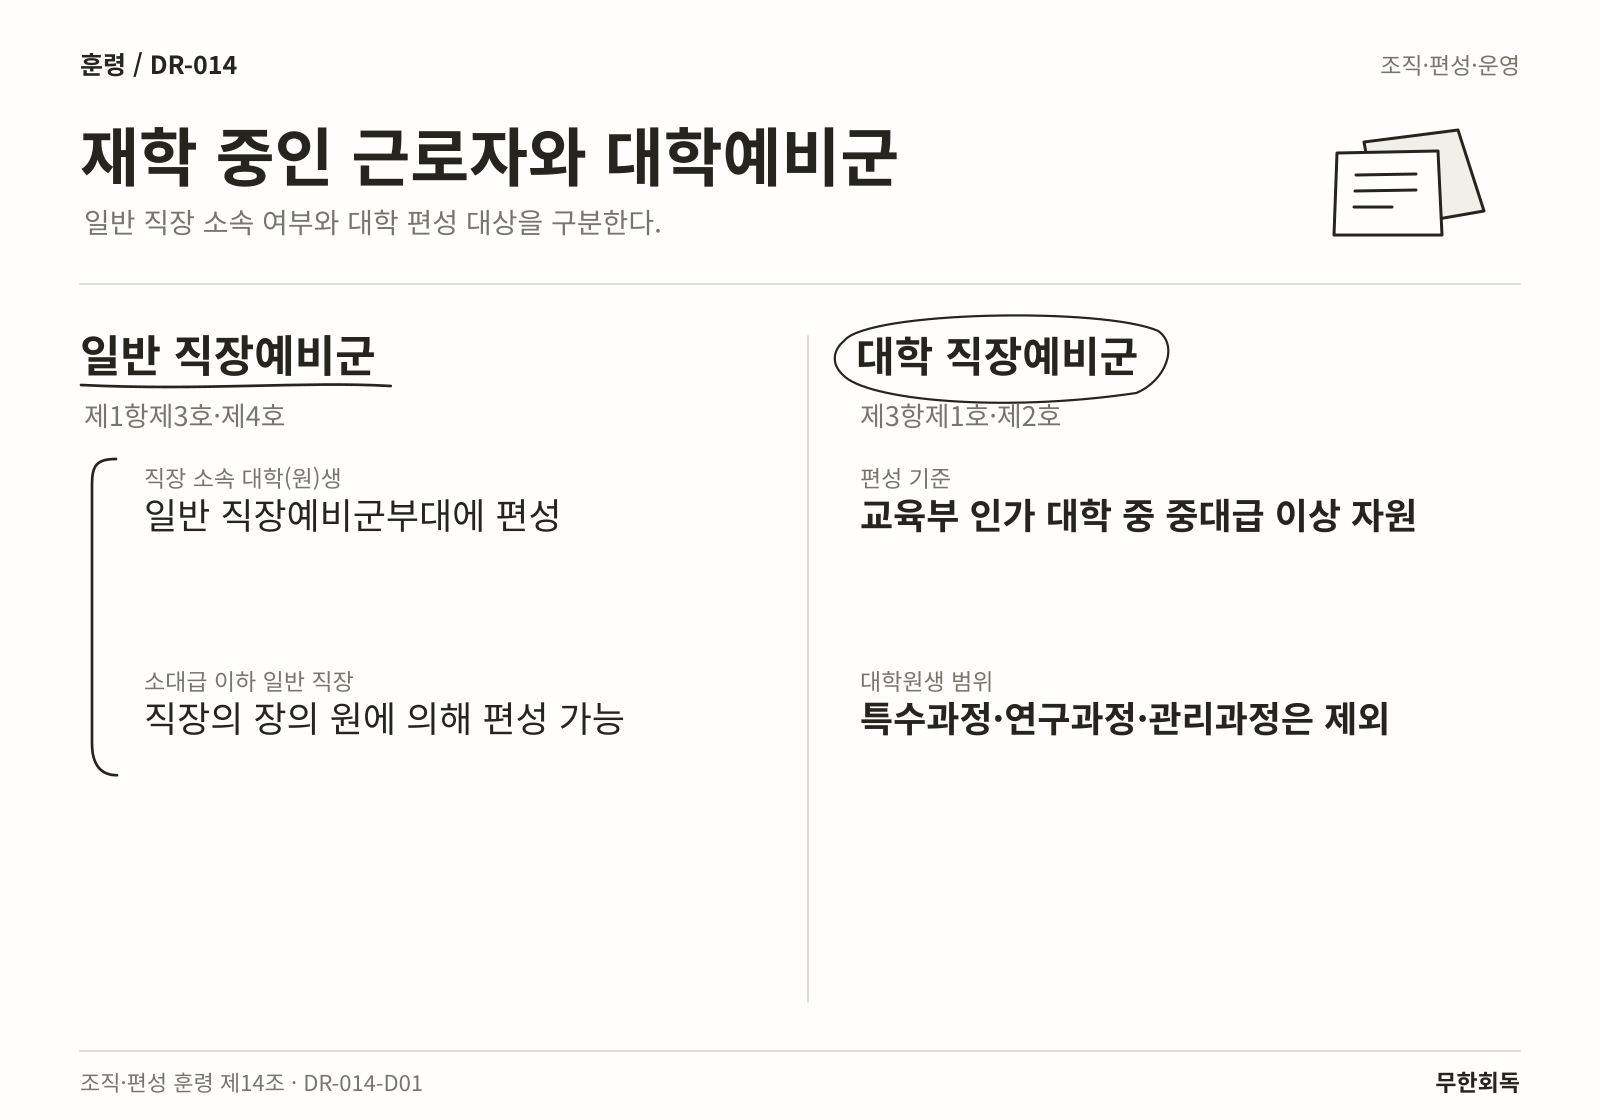 훈령 / DR-014
조직·편성·운영
재학 중인 근로자와 대학예비군
일반 직장 소속 여부와 대학 편성 대상을 구분한다.
일반 직장예비군
제1항제3호·제4호
직장 소속 대학(원)생
일반 직장예비군부대에 편성
소대급 이하 일반 직장
직장의 장의 원에 의해 편성 가능
대학 직장예비군
제3항제1호·제2호
편성 기준
교육부 인가 대학 중 중대급 이상 자원
대학원생 범위
특수과정·연구과정·관리과정은 제외
조직·편성 훈령 제14조 · DR-014-D01
무한회독